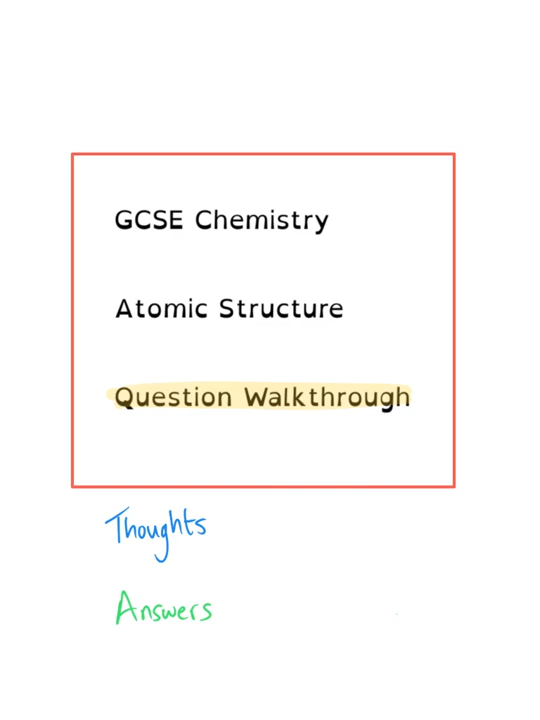 GCSE Chemistry
Atomic Structure
Question Walkthrough
Thoughts
Answers